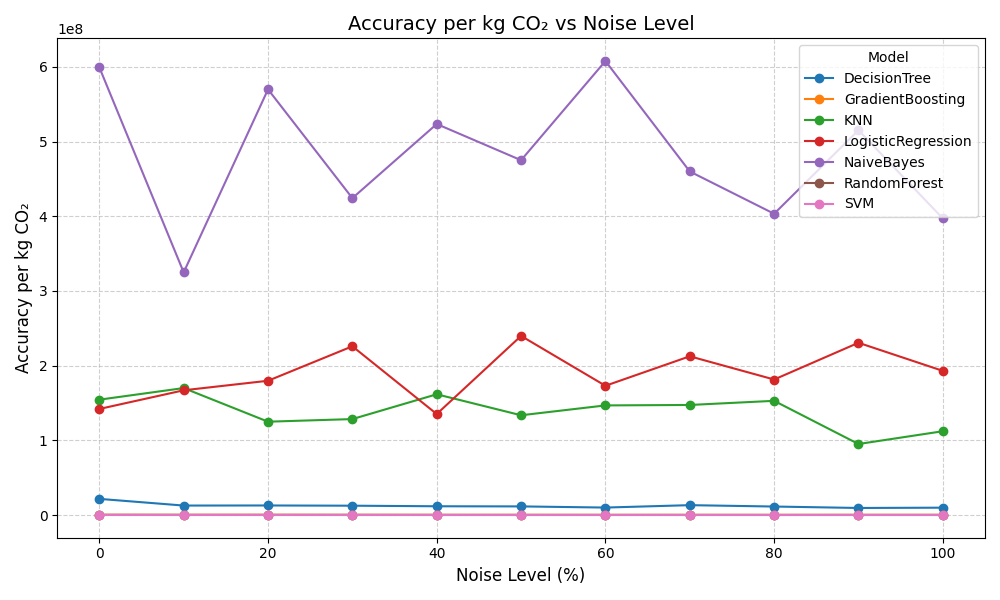 Accuracy per kg CO₂ vs Noise Level
1e8
6
5
4
3
2
1
0
Accuracy per kg CO₂
0 20 40 60 80 100
Noise Level (%)
Model
DecisionTree
GradientBoosting
KNN
LogisticRegression
NaiveBayes
RandomForest
SVM